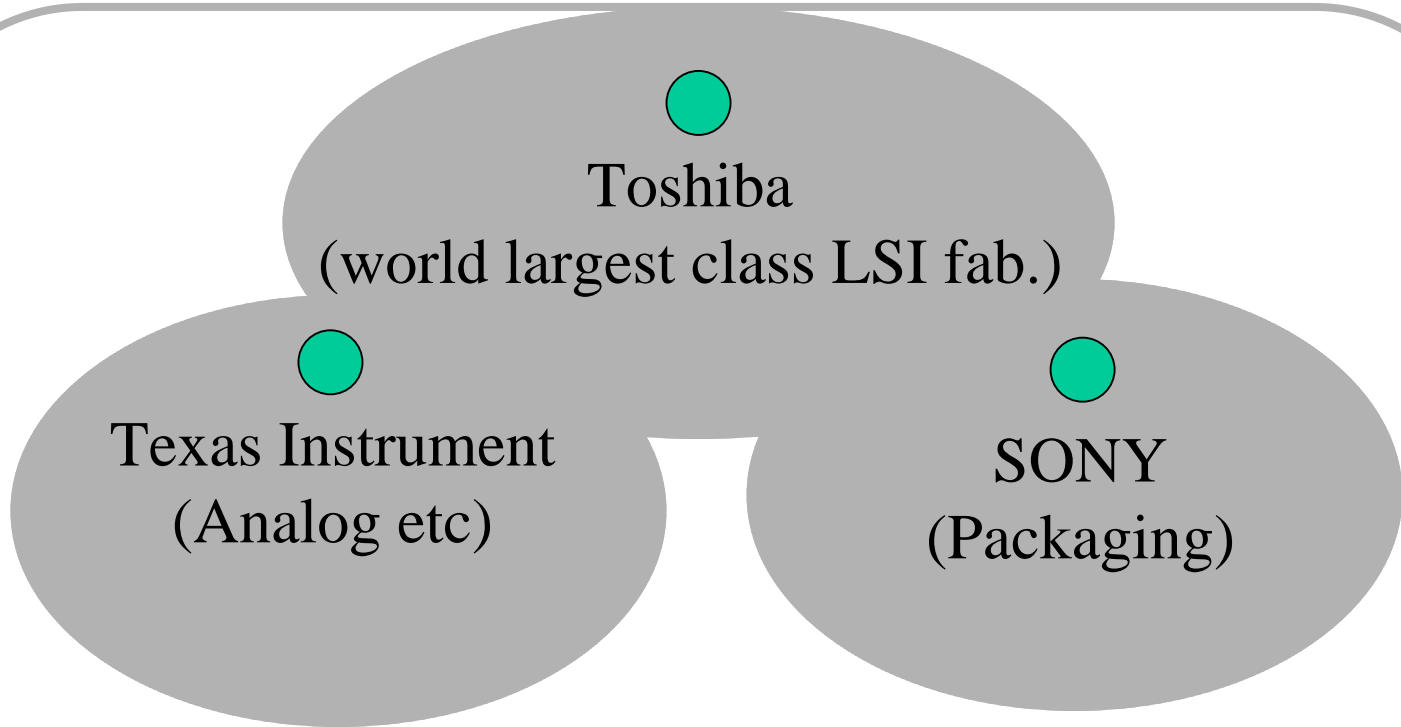 Toshiba
(world largest class LSI fab.)
Texas Instrument
(Analog etc)
SONY
(Packaging)